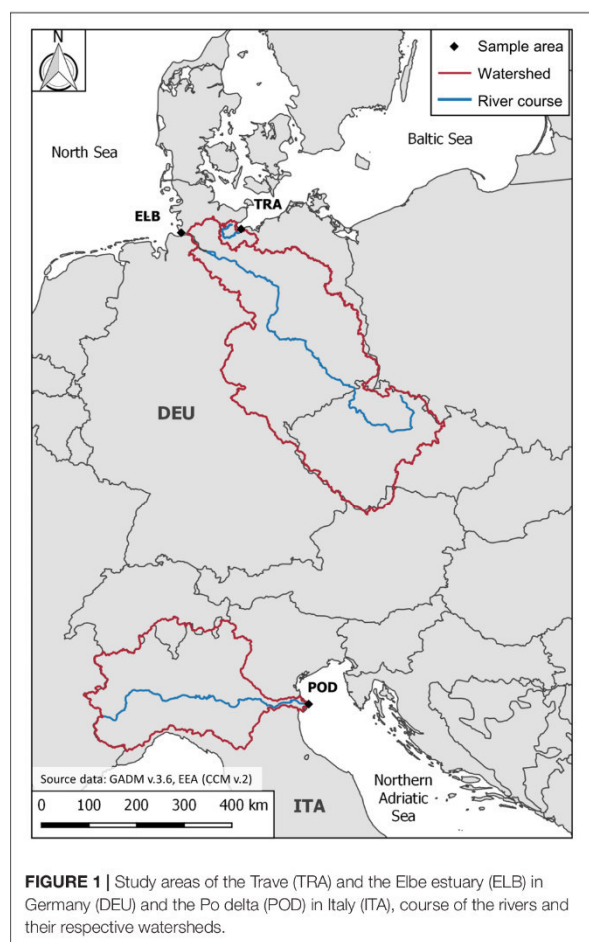 N
Sample area
Watershed
River course
North Sea
Baltic Sea
TRA
ELB
DEU
POD
Source data: GADM v.3.6, EEA (CCM v.2)
0 100 200 300 400 km
Northern
Adriatic
Sea
ITA
FIGURE 1 | Study areas of the Trave (TRA) and the Elbe estuary (ELB) in
Germany (DEU) and the Po delta (POD) in Italy (ITA), course of the rivers and
their respective watersheds.